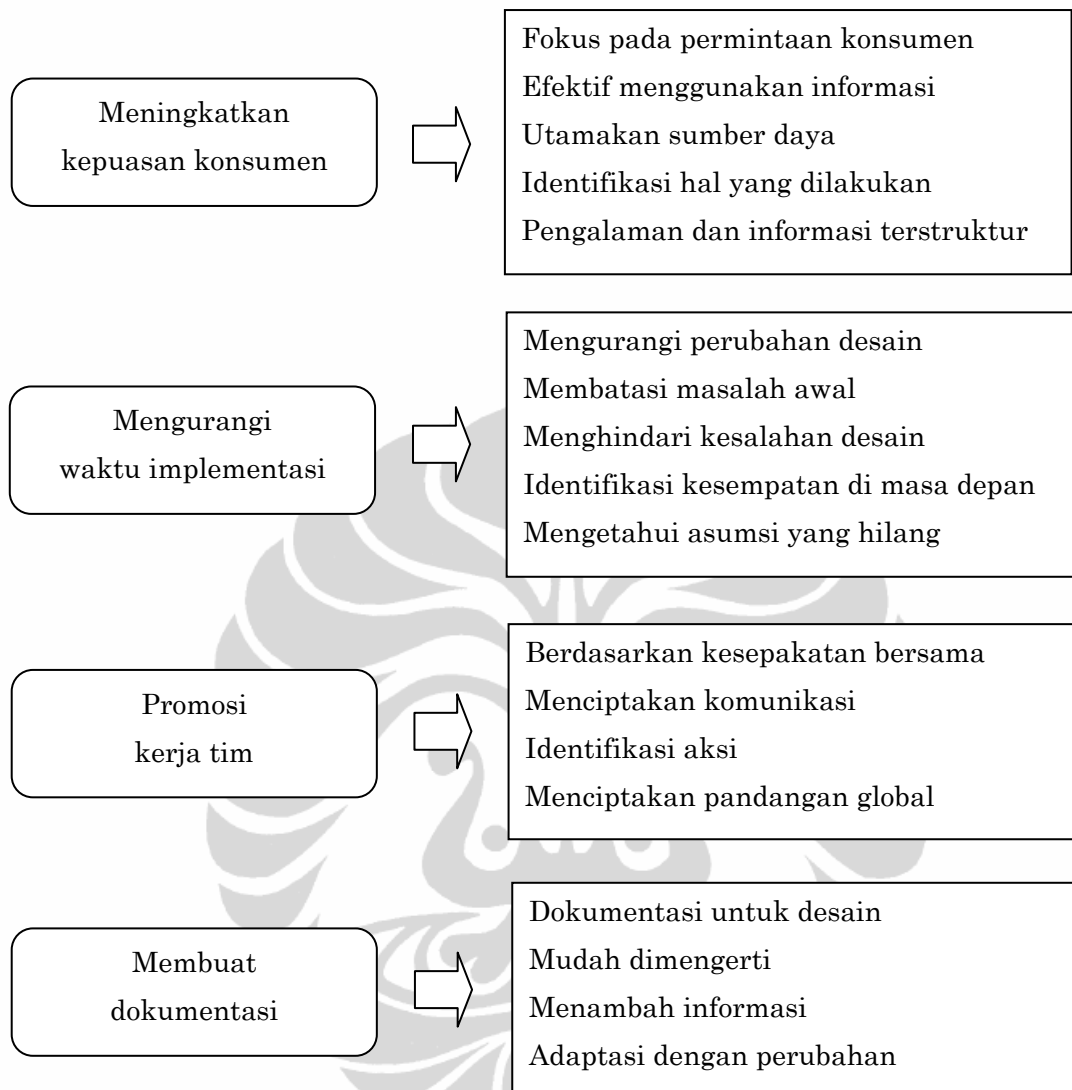 Meningkatkan
kepuasan konsumen
Fokus pada permintaan konsumen
Efektif menggunakan informasi
Utamakan sumber daya
Identifikasi hal yang dilakukan
Pengalaman dan informasi terstruktur
Mengurangi
waktu implementasi
Mengurangi perubahan desain
Membatasi masalah awal
Menghindari kesalahan desain
Identifikasi kesempatan di masa depan
Mengetahui asumsi yang hilang
Promosi
kerja tim
Berdasarkan kesepakatan bersama
Menciptakan komunikasi
Identifikasi aksi
Menciptakan pandangan global
Membuat
dokumentasi
Dokumentasi untuk desain
Mudah dimengerti
Menambah informasi
Adaptasi dengan perubahan